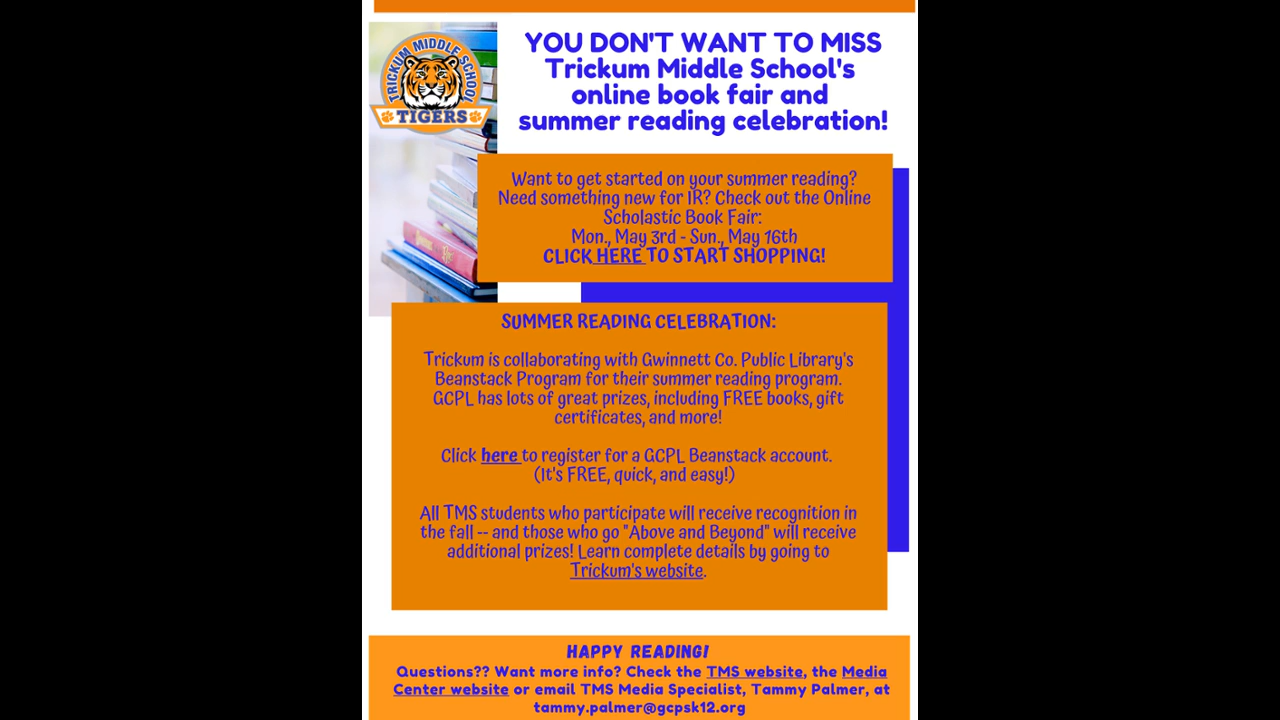 TRICKUM MIDDLE SCHOOL
TIGERS
YOU DON'T WANT TO MISS
Trickum Middle School's
online book fair and
summer reading celebration!
Want to get started on your summer reading?
Need something new for IR? Check out the Online
Scholastic Book Fair:
Mon., May 3rd - Sun., May 16th
CLICK HERE TO START SHOPPING!
SUMMER READING CELEBRATION:
Trickum is collaborating with Gwinnett Co. Public Library's
Beanstack Program for their summer reading program.
GCPL has lots of great prizes, including FREE books, gift
certificates, and more!
Click here to register for a GCPL Beanstack account.
(It's FREE, quick, and easy!)
All TMS students who participate will receive recognition in
the fall -- and those who go "Above and Beyond" will receive
additional prizes! Learn complete details by going to
Trickum's website.
HAPPY READING!
Questions?? Want more info? Check the TMS website, the Media
Center website or email TMS Media Specialist, Tammy Palmer, at
tammy.palmer@gcpsk12.org